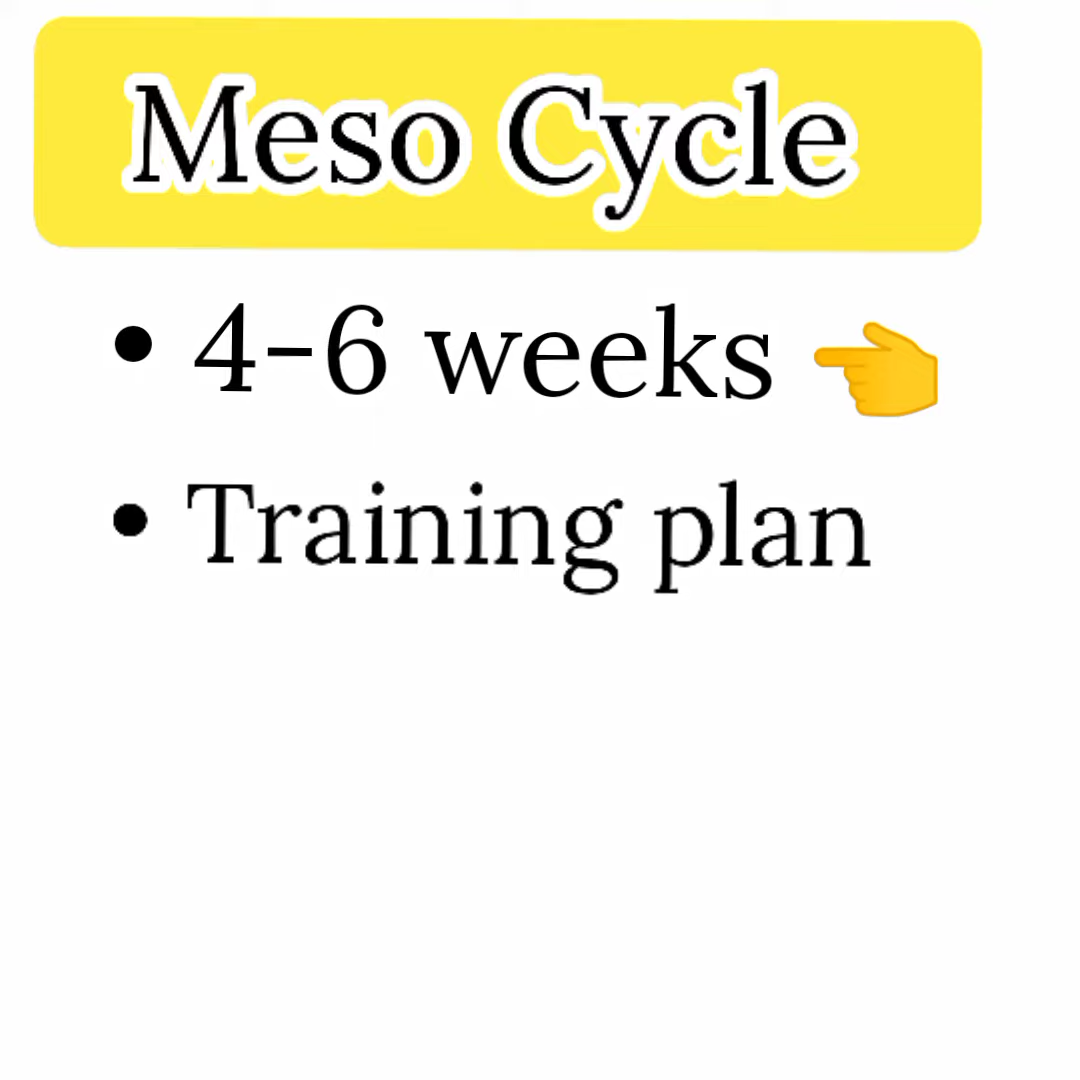 Meso Cycle
• 4-6 weeks 👈
• Training plan